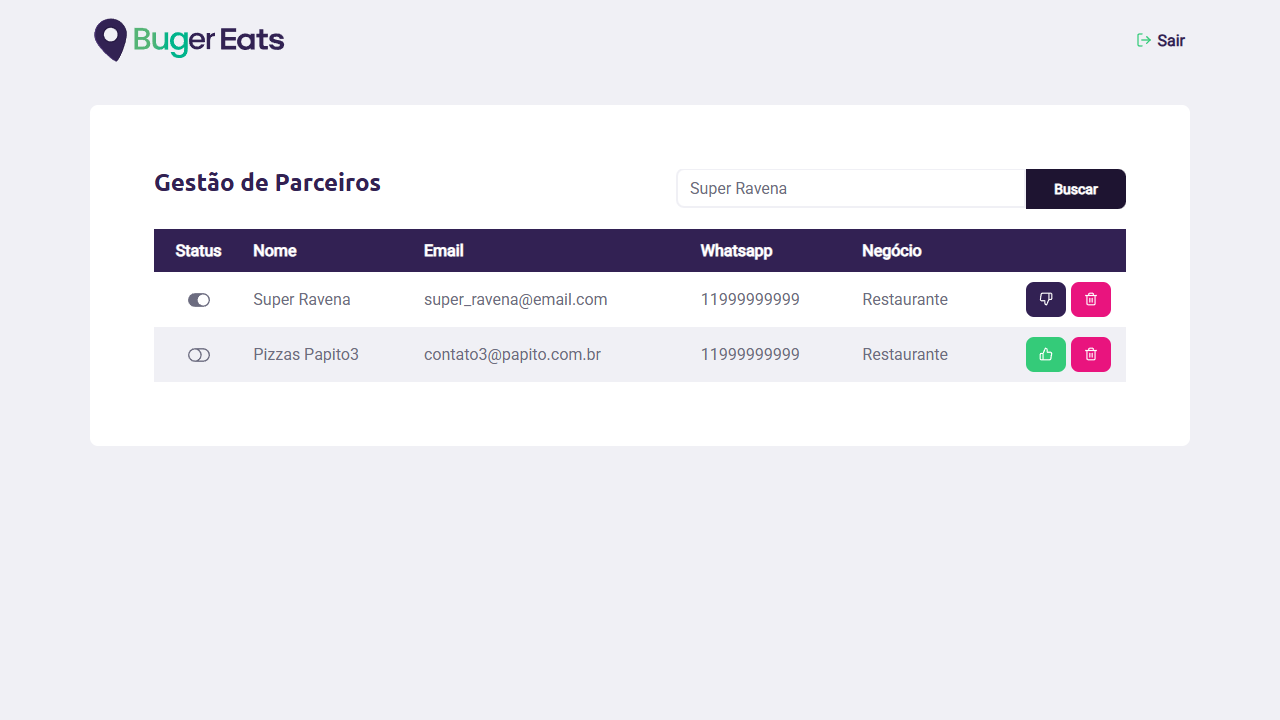 Buger Eats
Sair
Gestão de Parceiros
Super Ravena
Buscar
Status Nome Email Whatsapp Negócio
Super Ravena super_ravena@email.com 11999999999 Restaurante
Pizzas Papito3 contato3@papito.com.br 11999999999 Restaurante